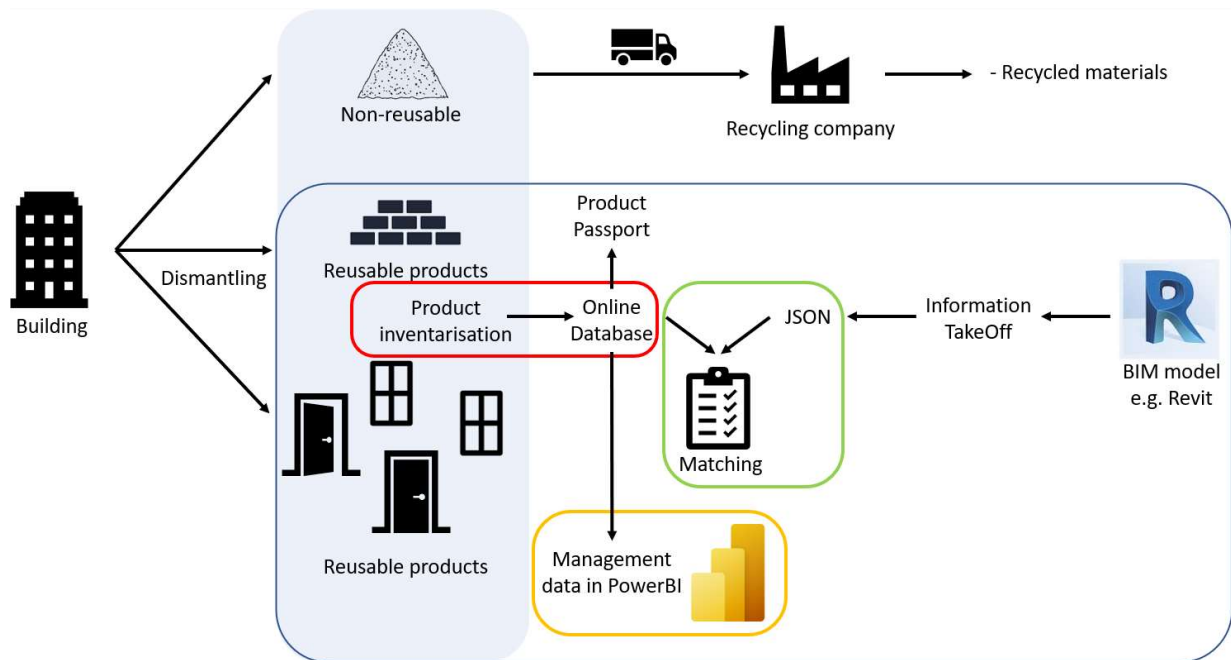 Non-reusable
Recycling company
- Recycled materials
Building
Dismantling
Reusable products
Product
inventarisation
Online
Database
Product
Passport
JSON
Matching
Information
TakeOff
BIM model
e.g. Revit
Reusable products
Management
data in PowerBI